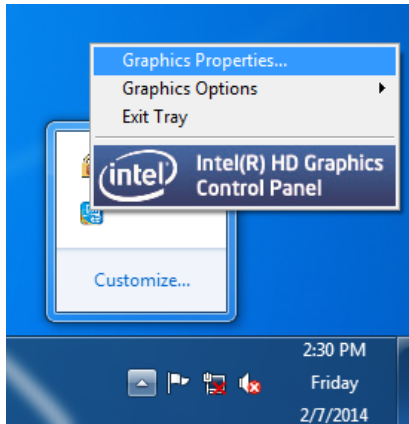 Graphics Properties...
Graphics Options
Exit Tray
intel
Intel(R) HD Graphics
Control Panel
Customize...
2:30 PM
Friday
2/7/2014